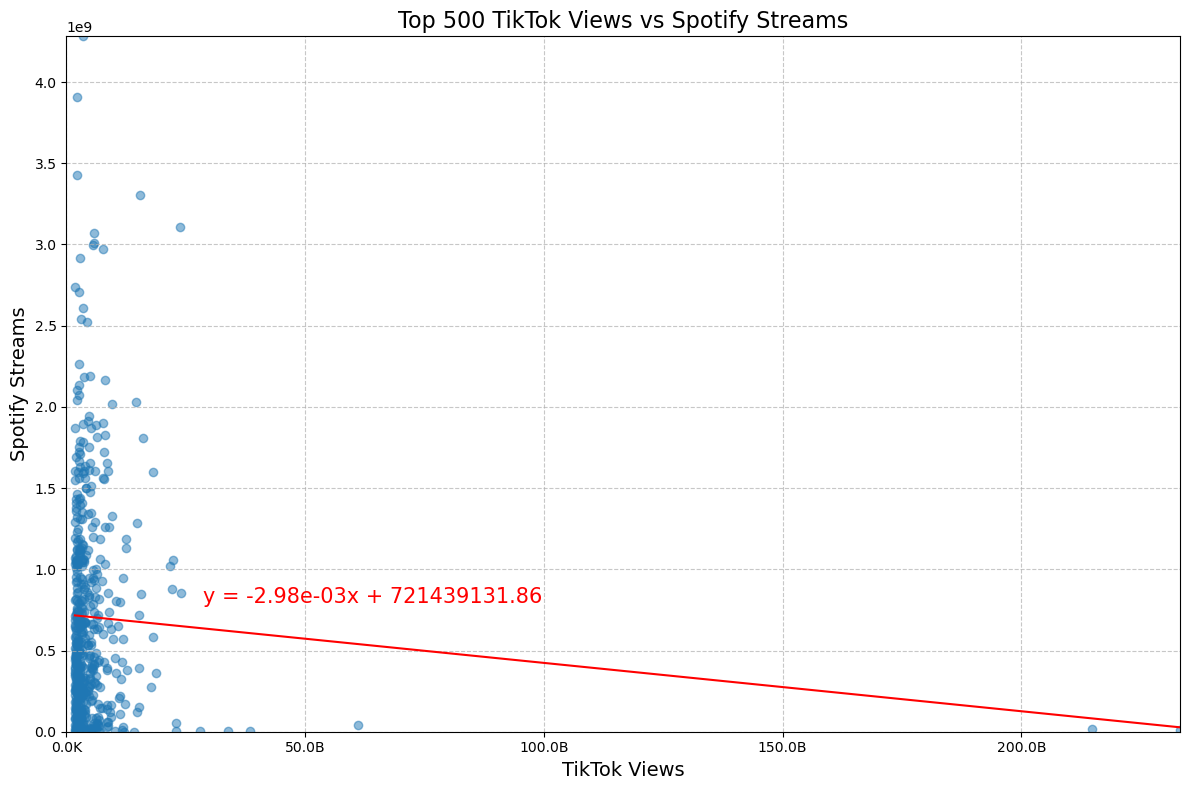 Top 500 TikTok Views vs Spotify Streams
1e9
4.0
3.5
3.0
2.5
2.0
1.5
1.0
0.5
0.0
Spotify Streams
y = -2.98e-03x + 721439131.86
0.0K 50.0B 100.0B 150.0B 200.0B
TikTok Views